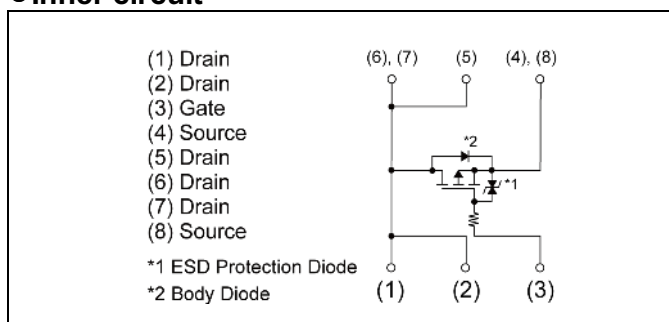 Inner circuit
(1) Drain
(2) Drain
(3) Gate
(4) Source
(5) Drain
(6) Drain
(7) Drain
(8) Source
*1 ESD Protection Diode
*2 Body Diode
(6), (7) (5) (4), (8)
*2
*1
(1) (2) (3)